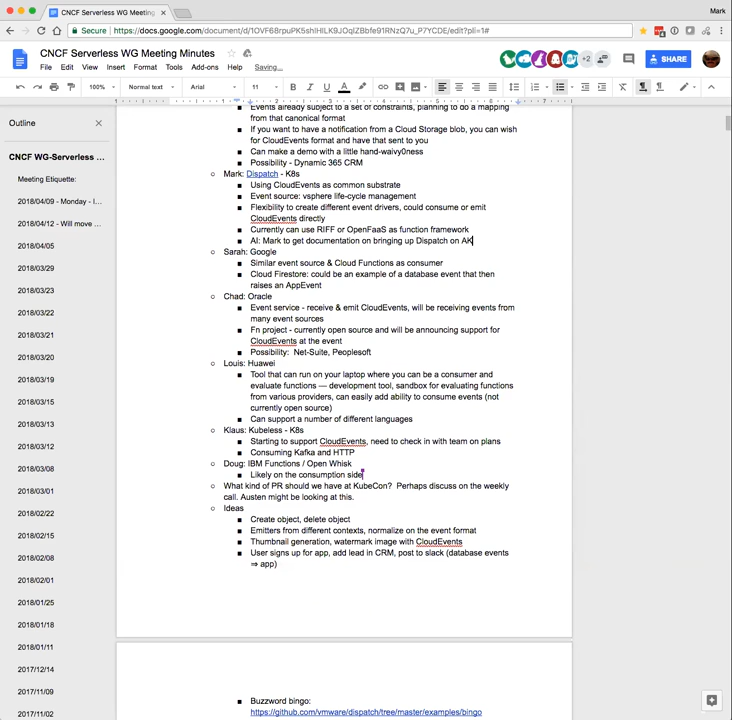 Mark
CNCF Serverless WG Meeting
Secure
https://docs.google.com/document/d/1OVF68rpuPK5shIHILK9JOqlZBbfe91RNzQ7u_P7YCDE/edit?pli=1#
CNCF Serverless WG Meeting Minutes
File Edit View Insert Format Tools Add-ons Help Saving...
+2
SHARE
100% Normal text Arial 11
Outline
CNCF WG-Serverless ...
Meeting Etiquette:
2018/04/09 - Monday - I...
2018/04/12 - Will move ...
2018/04/05
2018/03/29
2018/03/23
2018/03/22
2018/03/21
2018/03/20
2018/03/19
2018/03/15
2018/03/13
2018/03/12
2018/03/08
2018/03/01
2018/02/22
2018/02/15
2018/02/08
2018/02/01
2018/01/25
2018/01/18
2018/01/11
2017/12/14
2017/11/09
2017/11/02
Events already subject to a set of constraints, planning to do a mapping
from that canonical format
If you want to have a notification from a Cloud Storage blob, you can wish
for CloudEvents format and have that sent to you
Can make a demo with a little hand-waivy0ness
Possibility - Dynamic 365 CRM
Mark: Dispatch - K8s
Using CloudEvents as common substrate
Event source: vsphere life-cycle management
Flexibility to create different event drivers, could consume or emit
CloudEvents directly
Currently can use RIFF or OpenFaaS as function framework
AI: Mark to get documentation on bringing up Dispatch on AK
Sarah: Google
Similar event source & Cloud Functions as consumer
Cloud Firestore: could be an example of a database event that then
raises an AppEvent
Chad: Oracle
Event service - receive & emit CloudEvents, will be receiving events from
many event sources
Fn project - currently open source and will be announcing support for
CloudEvents at the event
Possibility: Net-Suite, Peoplesoft
Louis: Huawei
Tool that can run on your laptop where you can be a consumer and
evaluate functions — development tool, sandbox for evaluating functions
from various providers, can easily add ability to consume events (not
currently open source)
Can support a number of different languages
Klaus: Kubeless - K8s
Starting to support CloudEvents, need to check in with team on plans
Consuming Kafka and HTTP
Doug: IBM Functions / Open Whisk
Likely on the consumption side
What kind of PR should we have at KubeCon? Perhaps discuss on the weekly
call. Austen might be looking at this.
Ideas
Create object, delete object
Emitters from different contexts, normalize on the event format
Thumbnail generation, watermark image with CloudEvents
User signs up for app, add lead in CRM, post to slack (database events
⇒ app)
Buzzword bingo:
https://github.com/vmware/dispatch/tree/master/examples/bingo